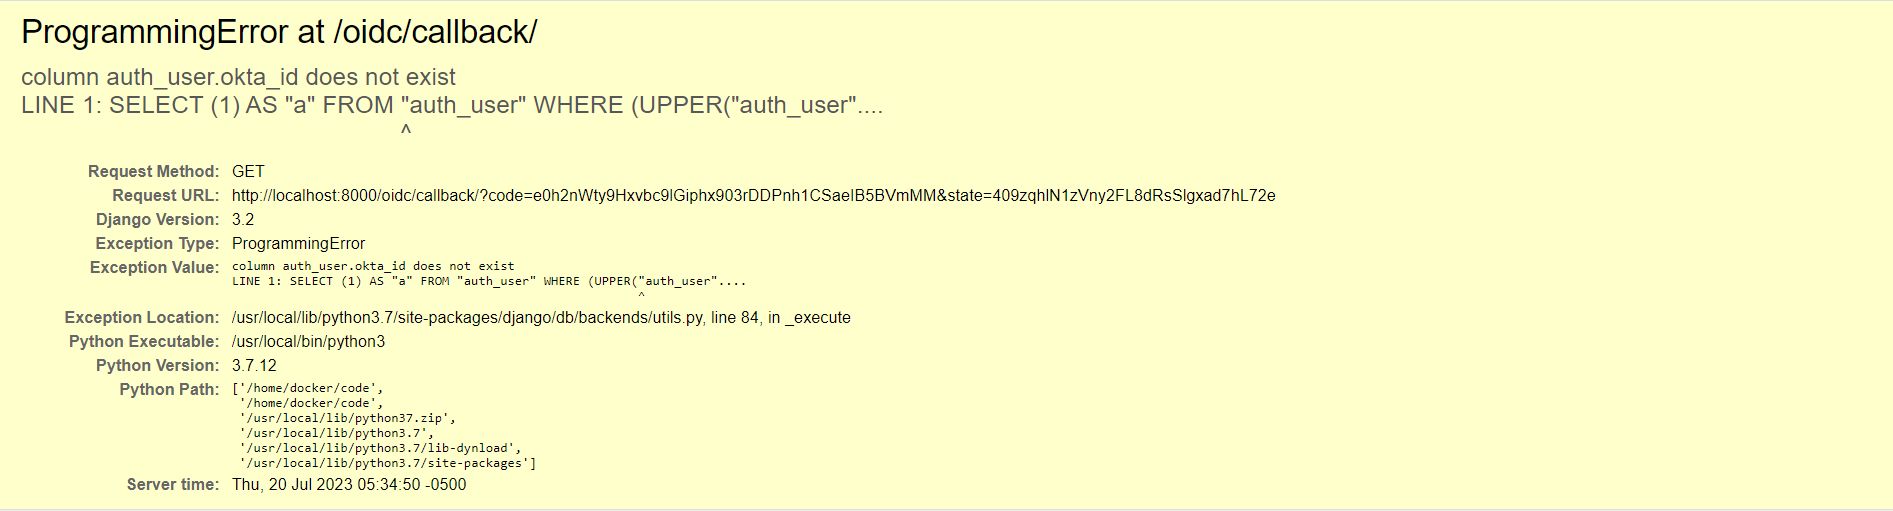 ProgrammingError at /oidc/callback/
column auth_user.okta_id does not exist
LINE 1: SELECT (1) AS "a" FROM "auth_user" WHERE (UPPER("auth_user"....
^
Request Method: GET
Request URL: http://localhost:8000/oidc/callback/?code=e0h2nWty9Hxvbc9lGiphx903rDDPnh1CSaeIB5BVmMM&state=409zqhlN1zVny2FL8dRsSlgxad7hL72e
Django Version: 3.2
Exception Type: ProgrammingError
Exception Value: column auth_user.okta_id does not exist
LINE 1: SELECT (1) AS "a" FROM "auth_user" WHERE (UPPER("auth_user"....
^
Exception Location: /usr/local/lib/python3.7/site-packages/django/db/backends/utils.py, line 84, in _execute
Python Executable: /usr/local/bin/python3
Python Version: 3.7.12
Python Path: ['/home/docker/code',
'/home/docker/code',
'/usr/local/lib/python37.zip',
'/usr/local/lib/python3.7',
'/usr/local/lib/python3.7/lib-dynload',
'/usr/local/lib/python3.7/site-packages']
Server time: Thu, 20 Jul 2023 05:34:50 -0500